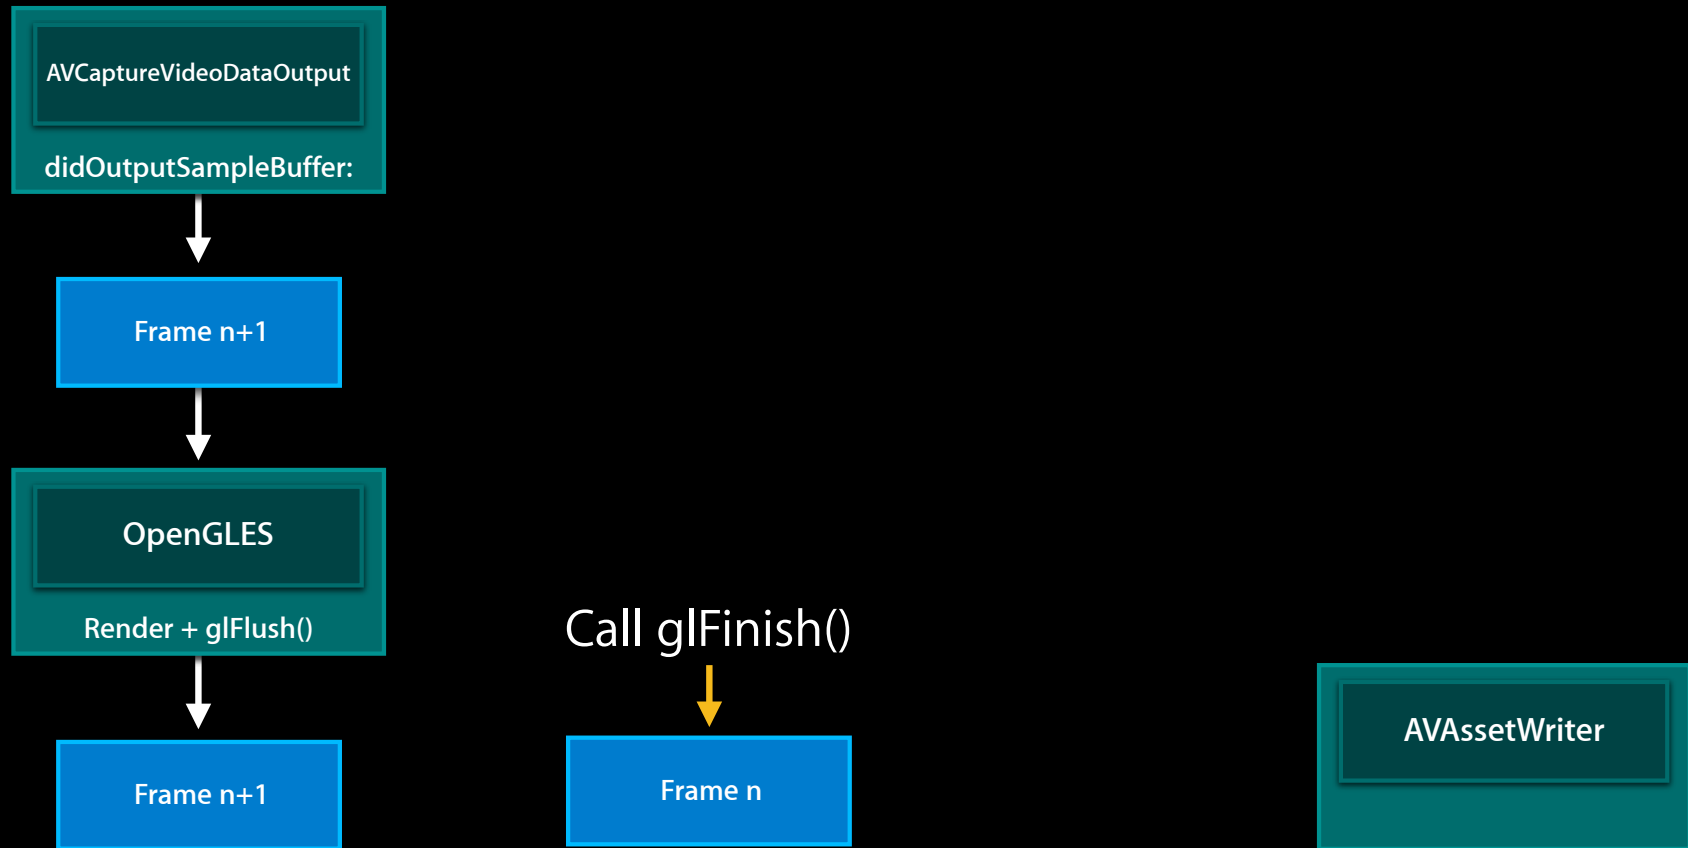 AVCaptureVideoDataOutput
didOutputSampleBuffer:
Frame n+1
OpenGLES
Render + glFlush()
Frame n+1
Call glFinish()
Frame n
AVAssetWriter